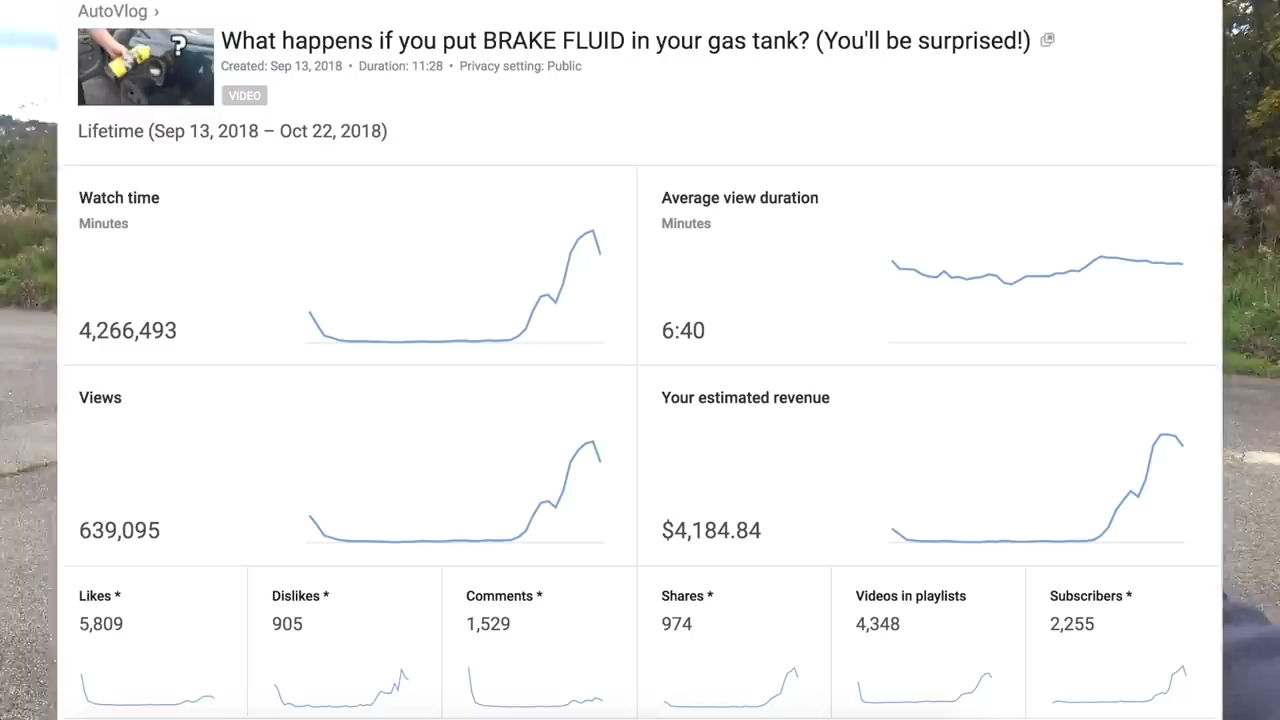 AutoVlog ›
?
What happens if you put BRAKE FLUID in your gas tank? (You'll be surprised!)
Created: Sep 13, 2018 • Duration: 11:28 • Privacy setting: Public
VIDEO
Lifetime (Sep 13, 2018 – Oct 22, 2018)
Watch time
Minutes
4,266,493
Average view duration
Minutes
6:40
Views
639,095
Your estimated revenue
$4,184.84
Likes *
5,809
Dislikes *
905
Comments *
1,529
Shares *
974
Videos in playlists
4,348
Subscribers *
2,255